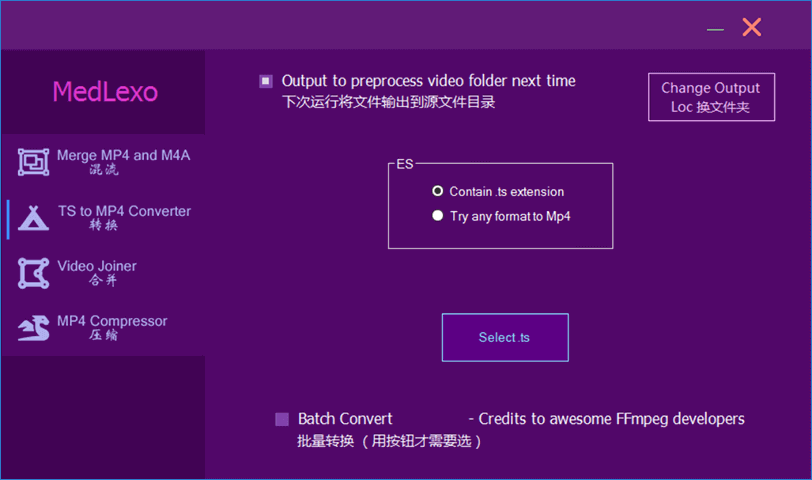 MedLexo
Merge MP4 and M4A
混流
TS to MP4 Converter
转换
Video Joiner
合并
MP4 Compressor
压缩
Output to preprocess video folder next time
下次运行将文件输出到源文件目录
Change Output
Loc 换文件夹
ES
Contain .ts extension
Try any format to Mp4
Select .ts
Batch Convert - Credits to awesome FFmpeg developers
批量转换 （用按钮才需要选）